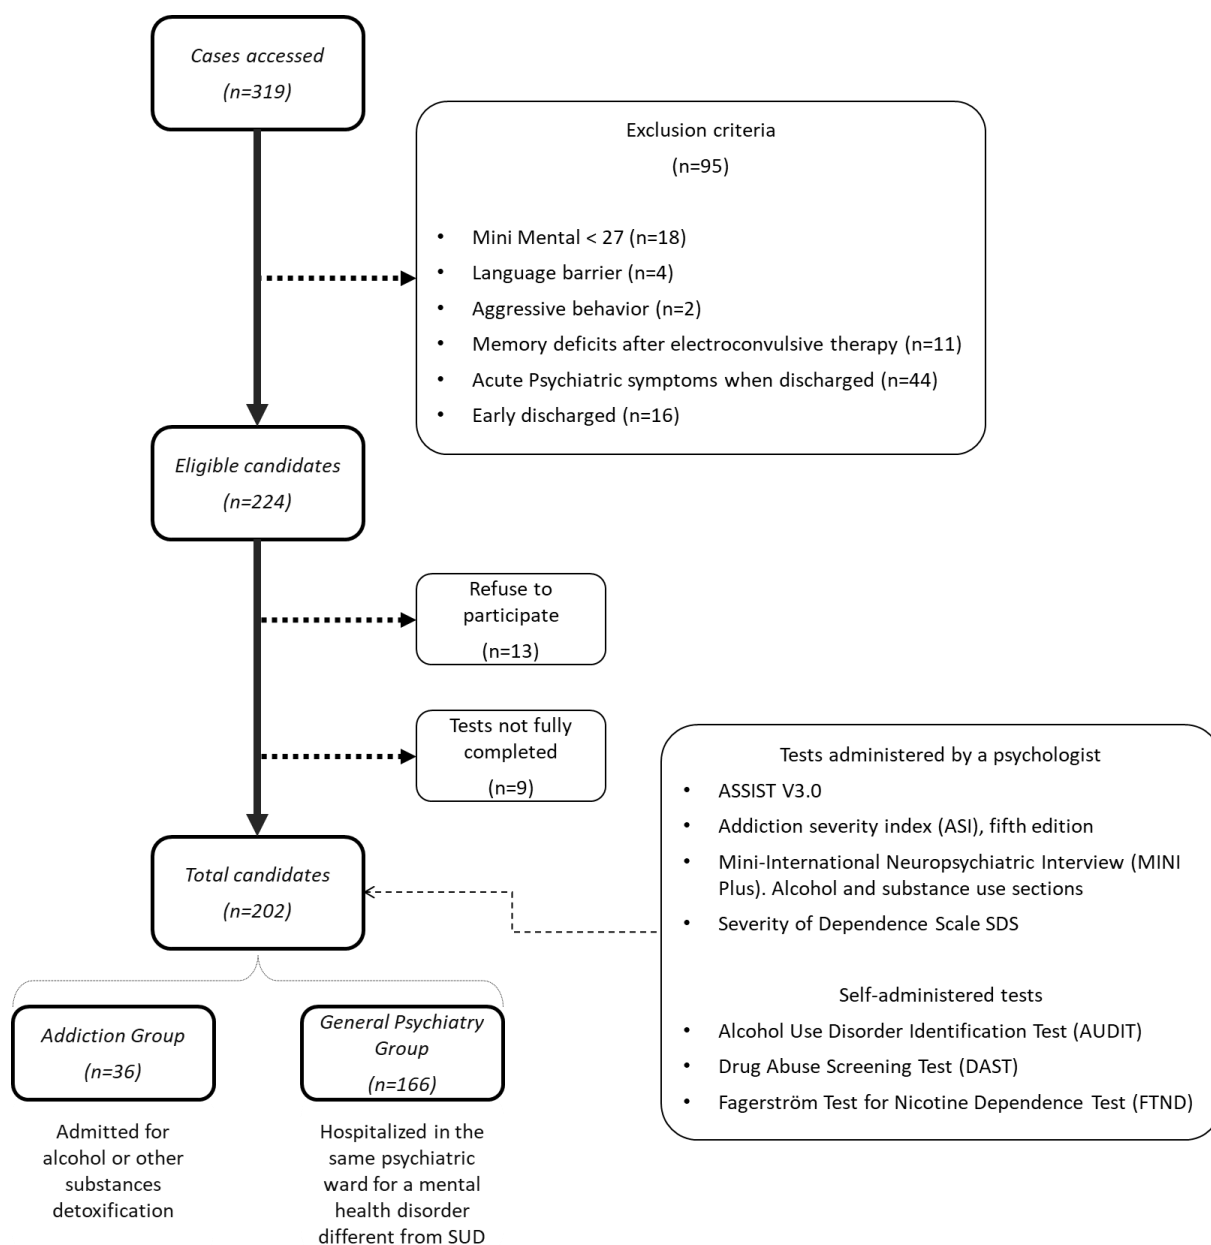 Cases accessed
(n=319)
Exclusion criteria
(n=95)
• Mini Mental < 27 (n=18)
• Language barrier (n=4)
• Aggressive behavior (n=2)
• Memory deficits after electroconvulsive therapy (n=11)
• Acute Psychiatric symptoms when discharged (n=44)
• Early discharged (n=16)
Eligible candidates
(n=224)
Refuse to
participate
(n=13)
Tests not fully
completed
(n=9)
Tests administered by a psychologist
• ASSIST V3.0
• Addiction severity index (ASI), fifth edition
• Mini-International Neuropsychiatric Interview (MINI
Plus). Alcohol and substance use sections
• Severity of Dependence Scale SDS
Self-administered tests
• Alcohol Use Disorder Identification Test (AUDIT)
• Drug Abuse Screening Test (DAST)
• Fagerström Test for Nicotine Dependence Test (FTND)
Total candidates
(n=202)
Addiction Group
(n=36)
Admitted for
alcohol or other
substances
detoxification
General Psychiatry
Group
(n=166)
Hospitalized in the
same psychiatric
ward for a mental
health disorder
different from SUD